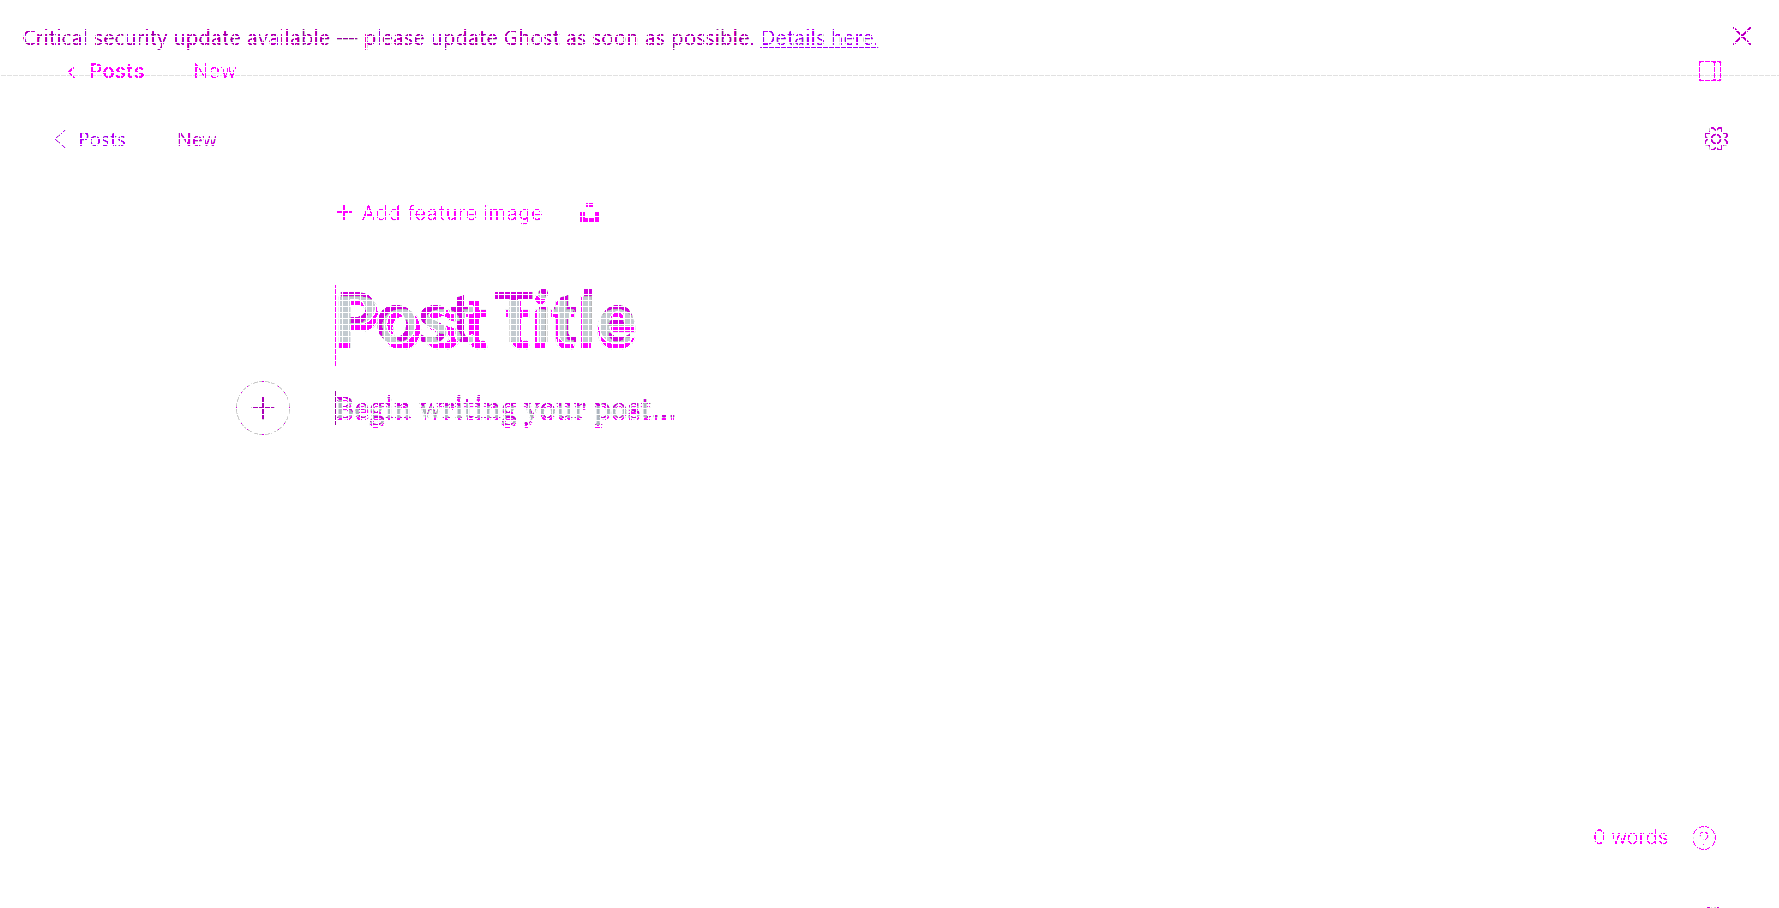 Critical security update available — please update Ghost as soon as possible. Details here.
Posts New
Posts New
+ Add feature image
Post Title
Begin writing your post...
0 words